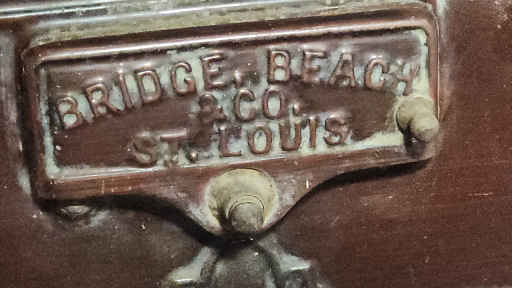 BRIDGE, BEACH
& CO.
ST. LOUIS